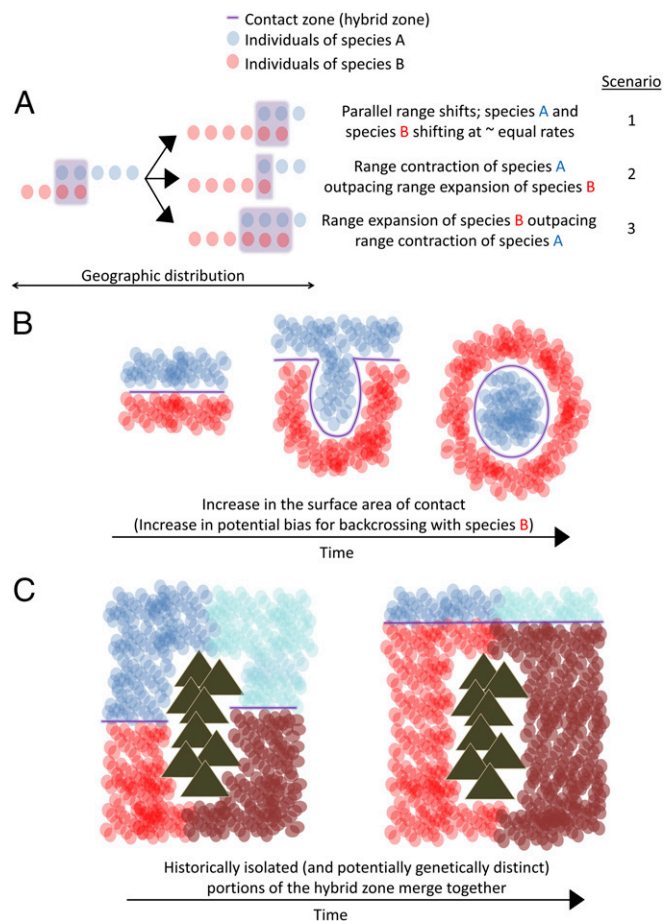 Contact zone (hybrid zone)
Individuals of species A
Individuals of species B
A
Scenario
Parallel range shifts; species A and
species B shifting at ~ equal rates
1
Range contraction of species A
outpacing range expansion of species B
2
Range expansion of species B outpacing
range contraction of species A
3
Geographic distribution
B
Increase in the surface area of contact
(Increase in potential bias for backcrossing with species B)
Time
C
Historically isolated (and potentially genetically distinct)
portions of the hybrid zone merge together
Time